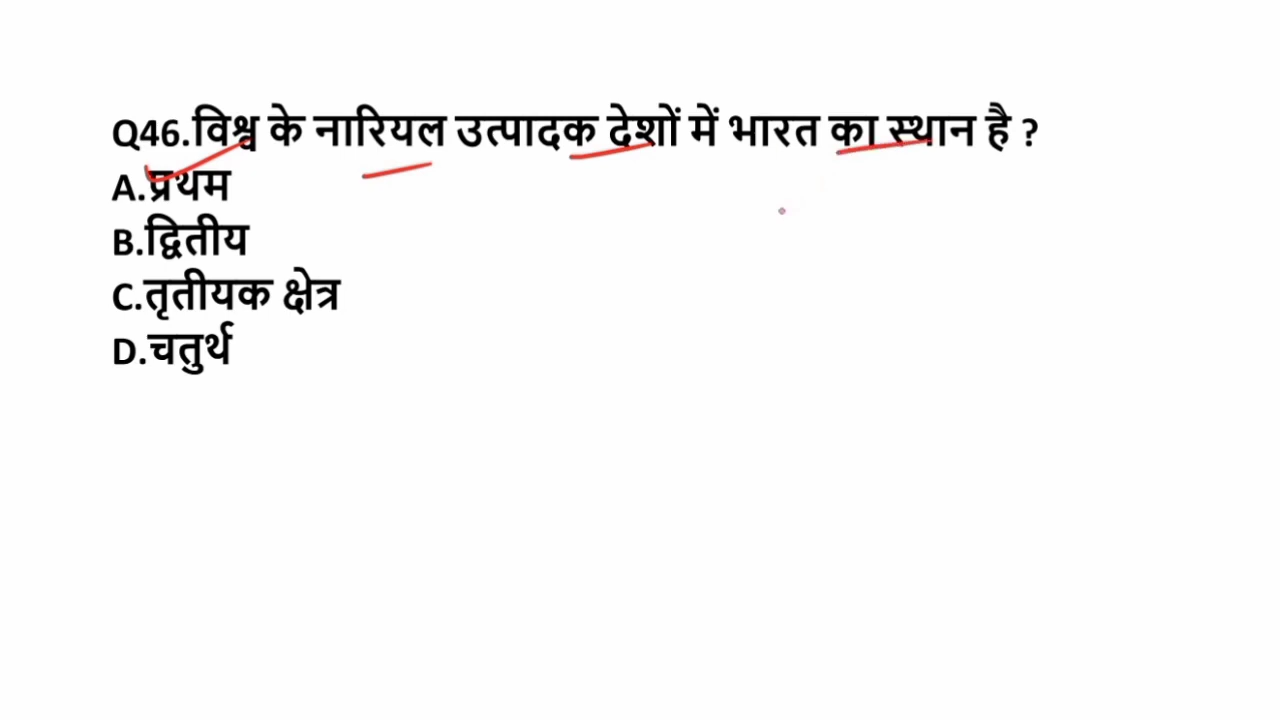 Q46.विश्व के नारियल उत्पादक देशों में भारत का स्थान है ?
A.प्रथम
B.द्वितीय
C.तृतीयक क्षेत्र
D.चतुर्थ